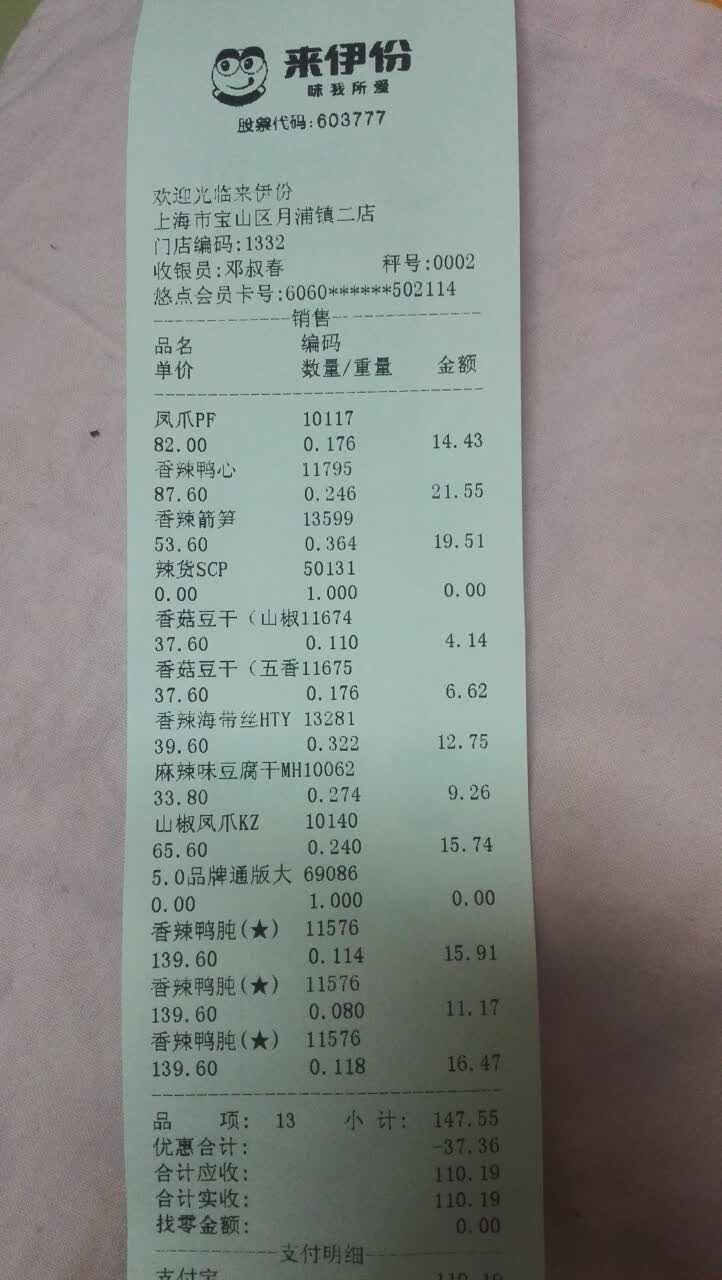 来伊份
味我所爱
股票代码:603777
欢迎光临来伊份
上海市宝山区月浦镇二店
门店编码:1332
收银员:邓叔春 秤号:0002
悠点会员卡号:6060******502114
--------------销售----------------
品名 编码
单价 数量/重量 金额
----------------------------------
凤爪PF 10117
82.00 0.176 14.43
香辣鸭心 11795
87.60 0.246 21.55
香辣箭笋 13599
53.60 0.364 19.51
辣货SCP 50131
0.00 1.000 0.00
香菇豆干（山椒11674
37.60 0.110 4.14
香菇豆干（五香11675
37.60 0.176 6.62
香辣海带丝HTY 13281
39.60 0.322 12.75
麻辣味豆腐干MH10062
33.80 0.274 9.26
山椒凤爪KZ 10140
65.60 0.240 15.74
5.0品牌通版大 69086
0.00 1.000 0.00
香辣鸭肫(★) 11576
139.60 0.114 15.91
香辣鸭肫(★) 11576
139.60 0.080 11.17
香辣鸭肫(★) 11576
139.60 0.118 16.47
----------------------------------
品 项: 13 小 计: 147.55
优惠合计: -37.36
合计应收: 110.19
合计实收: 110.19
找零金额: 0.00
------------支付明细--------------
支付宝 110.19